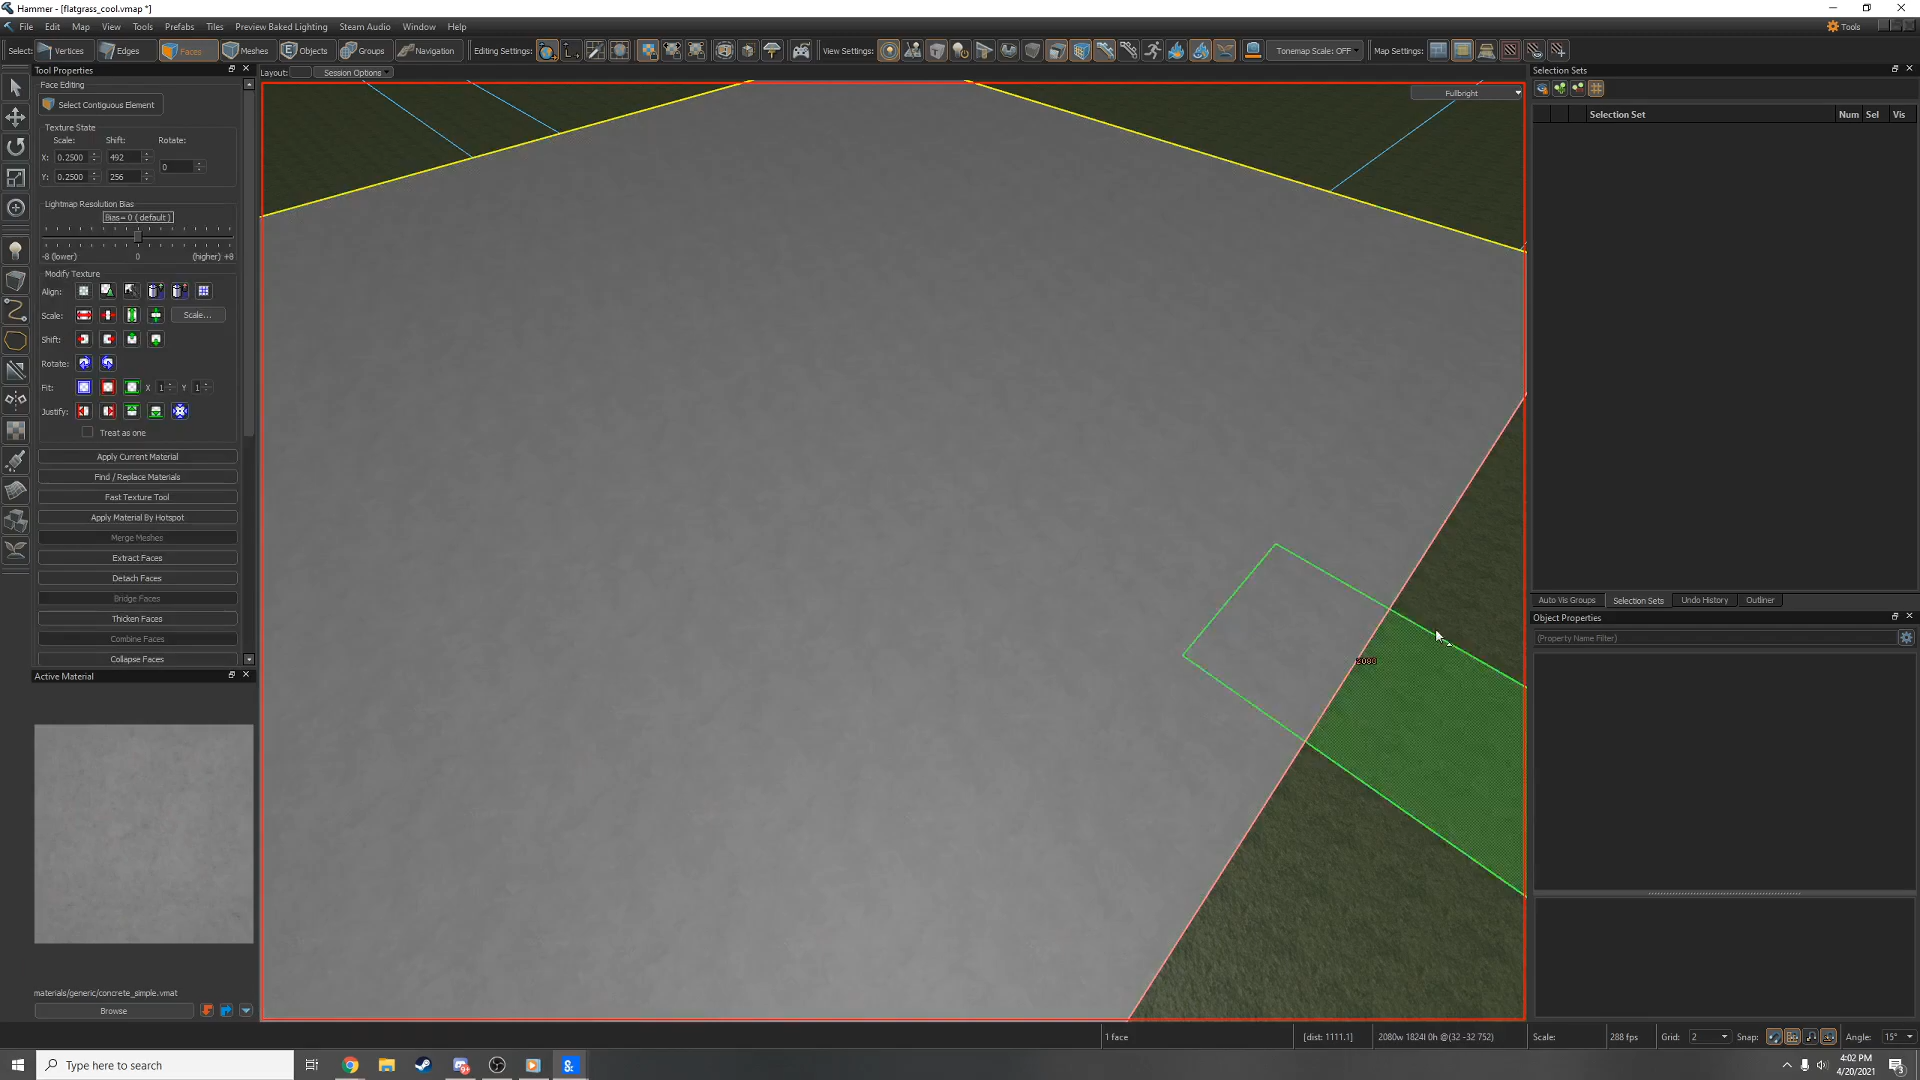 Hammer - [flatgrass_cool.vmap *]
File Edit Map View Tools Prefabs Tiles Preview Baked Lighting Steam Audio Window Help
Tools
Select: Vertices Edges Faces Meshes Objects Groups Navigation Editing Settings: View Settings: Tonemap Scale: OFF Map Settings:
Tool Properties
Layout: Session Options
Selection Sets
Face Editing
Select Contiguous Element
Fullbright
Selection Set Num Sel Vis
Texture State
Scale: Shift: Rotate:
X: 0.2500 492
0
Y: 0.2500 256
Lightmap Resolution Bias
Bias= 0 ( default )
-8 (lower) 0 (higher) +8
Modify Texture
Align:
Scale: Scale...
Shift:
Rotate:
Fit: X 1 Y 1
Justify:
Treat as one
Apply Current Material
Find / Replace Materials
Fast Texture Tool
Apply Material By Hotspot
Merge Meshes
Extract Faces
Detach Faces
Bridge Faces
Thicken Faces
Combine Faces
Collapse Faces
2080
Auto Vis Groups Selection Sets Undo History Outliner
Object Properties
(Property Name Filter)
Active Material
materials/generic/concrete_simple.vmat
Browse
1 face [dist: 1111.1] 2080w 1824l 0h @(32 -32 752) Scale: 288 fps Grid: 2 Snap: Angle: 15°
Type here to search
4:02 PM
4/20/2021
3